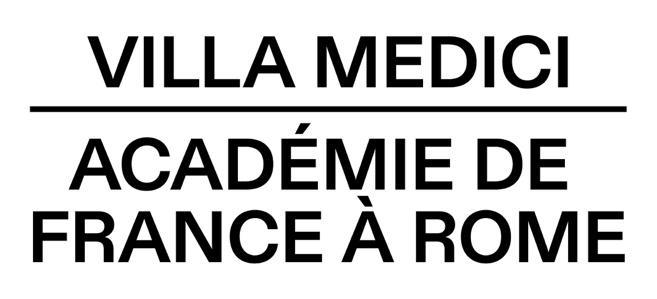 VILLA MEDICI
ACADÉMIE DE
FRANCE À ROME